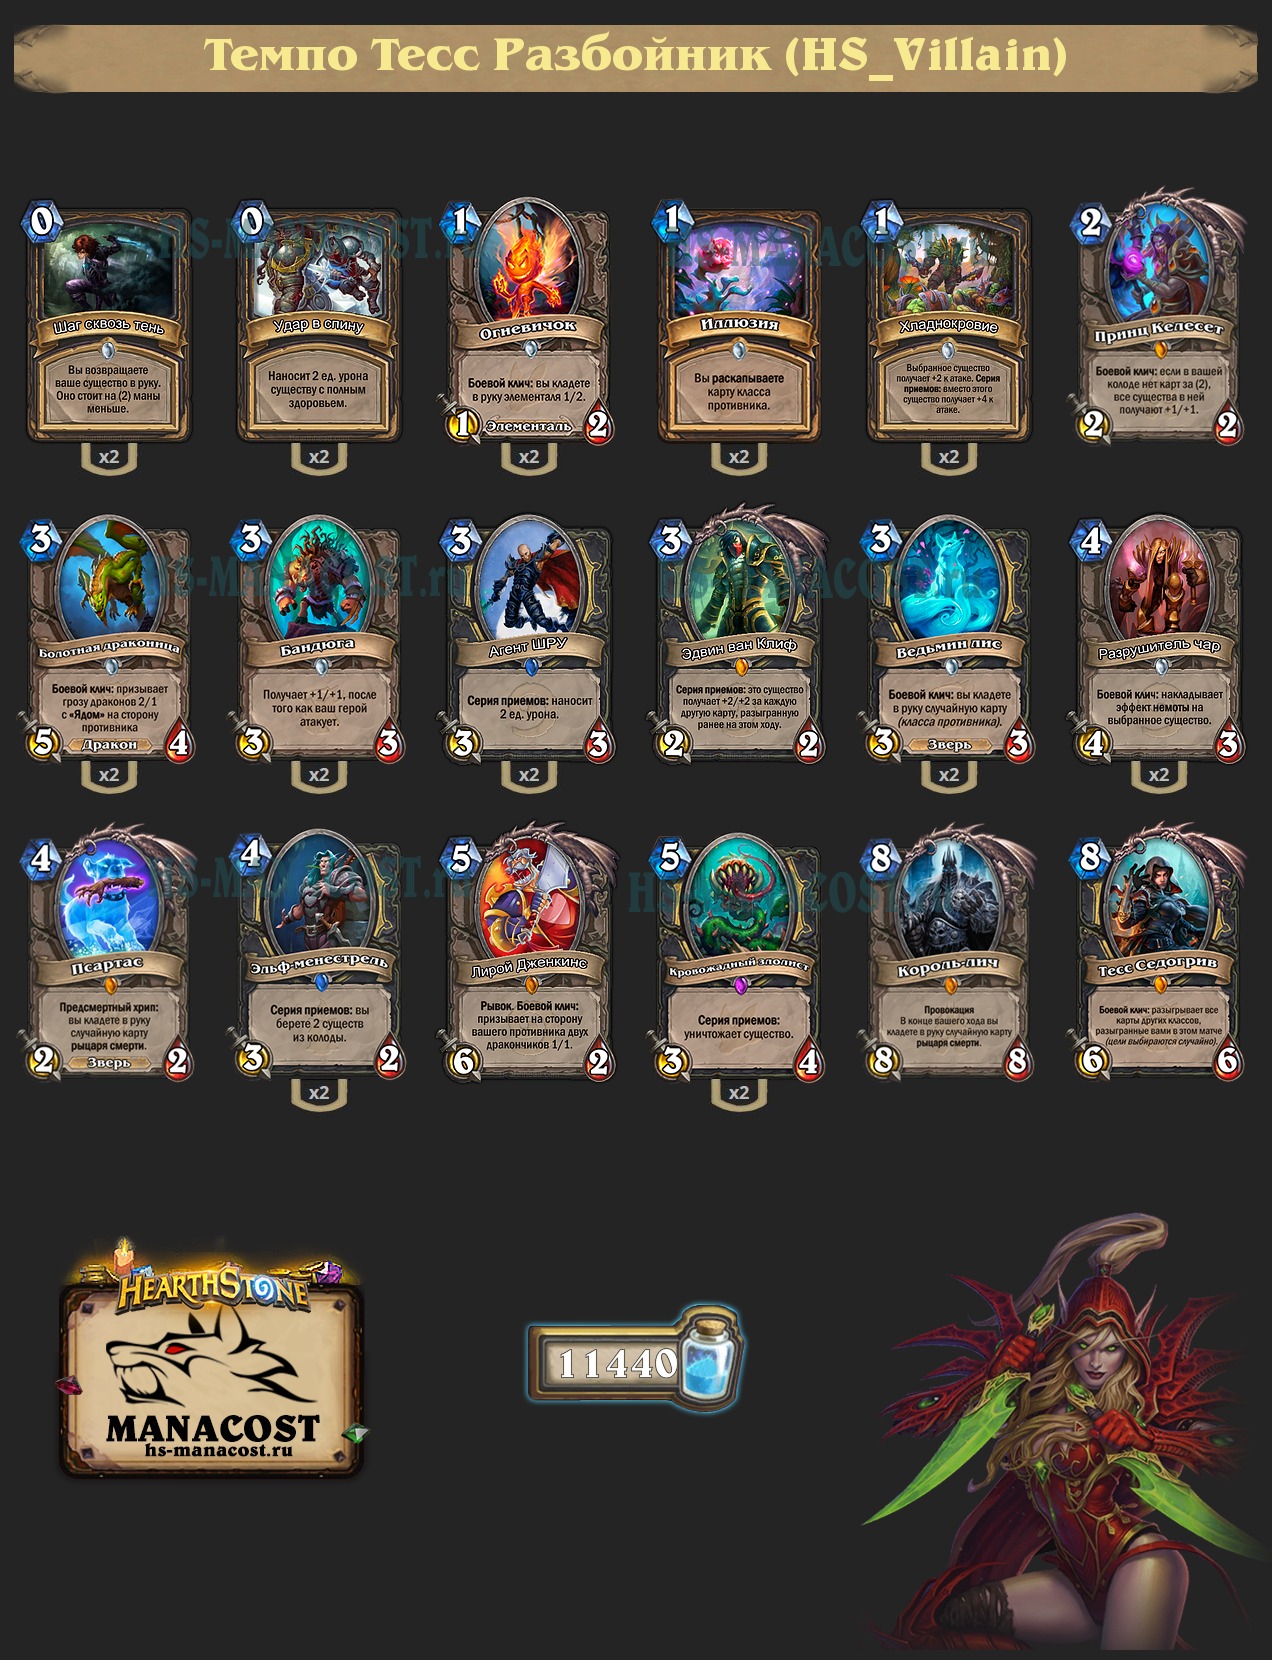 Темпо Тесс Разбойник (HS_Villain)
0
Шаг сквозь тень
Вы возвращаете
ваше существо в руку.
Оно стоит на (2) маны
меньше.
x2
0
Удар в спину
Наносит 2 ед. урона
существу с полным
здоровьем.
x2
1
Огневичок
Боевой клич: вы кладете
в руку элементаля 1/2.
1
Элементаль
2
x2
1
Иллюзия
Вы раскапываете
карту класса
противника.
x2
1
Хладнокровие
Выбранное существо
получает +2 к атаке. Серия
приемов: вместо этого
существо получает +4 к
атаке.
x2
2
Принц Келесет
Боевой клич: если в вашей
колоде нет карт за (2),
все существа в ней
получают +1/+1.
2
2
3
Болотная драконица
Боевой клич: призывает
грозу драконов 2/1
с «Ядом» на сторону
противника
5
Дракон
4
x2
3
Бандюга
Получает +1/+1, после
того как ваш герой
атакует.
3
3
x2
3
Агент ШРУ
Серия приемов: наносит
2 ед. урона.
3
3
x2
3
Эдвин ван Клиф
Серия приемов: это существо
получает +2/+2 за каждую
другую карту, разыгранную
ранее на этом ходу.
2
2
3
Ведьмин лис
Боевой клич: вы кладете
в руку случайную карту
(класса противника).
3
Зверь
3
x2
4
Разрушитель чар
Боевой клич: накладывает
эффект немоты на
выбранное существо.
4
3
x2
4
Псартас
Предсмертный хрип:
вы кладете в руку
случайную карту
рыцаря смерти.
2
Зверь
2
4
Эльф-менестрель
Серия приемов: вы
берете 2 существ
из колоды.
3
2
x2
5
Лирой Дженкинс
Рывок. Боевой клич:
призывает на сторону
вашего противника двух
дракончиков 1/1.
6
2
5
Кровожадный злолист
Серия приемов:
уничтожает существо.
3
4
x2
8
Король-лич
Провокация
В конце вашего хода вы
кладете в руку случайную карту
рыцаря смерти.
8
8
8
Тесс Седогрив
Боевой клич: разыгрывает все
карты других классов,
разыгранные вами в этом матче
(цели выбираются случайно).
6
6
HEARTHSTONE
MANACOST
hs-manacost.ru
11440